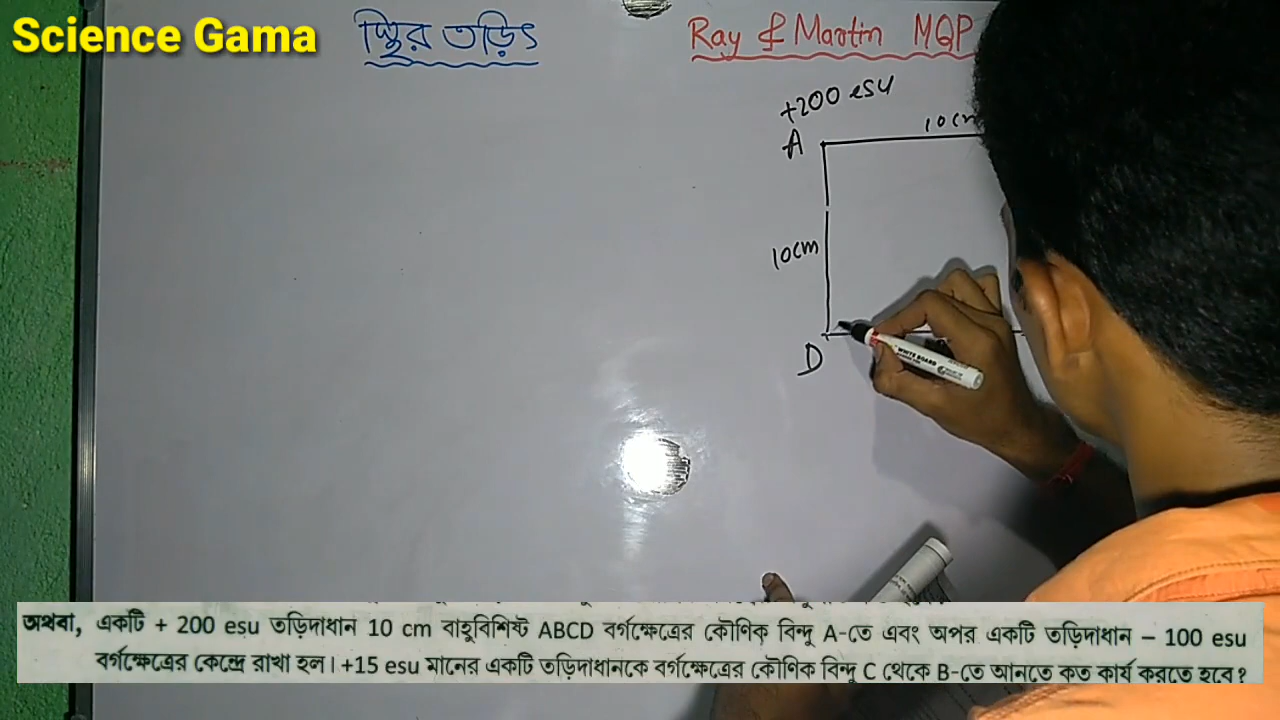 Science Gama
স্থির তড়িৎ
Ray & Martin MQP
+200 esu
A
10cm
10cm
D
অথবা, একটি + 200 esu তড়িদাধান 10 cm বাহুবিশিষ্ট ABCD বর্গক্ষেত্রের কৌণিক বিন্দু A-তে এবং অপর একটি তড়িদাধান – 100 esu
বর্গক্ষেত্রের কেন্দ্রে রাখা হল। +15 esu মানের একটি তড়িদাধানকে বর্গক্ষেত্রের কৌণিক বিন্দু C থেকে B-তে আনতে কত কার্য করতে হবে?